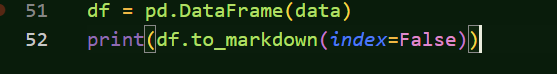 51 df = pd.DataFrame(data)
52 print(df.to_markdown(index=False))